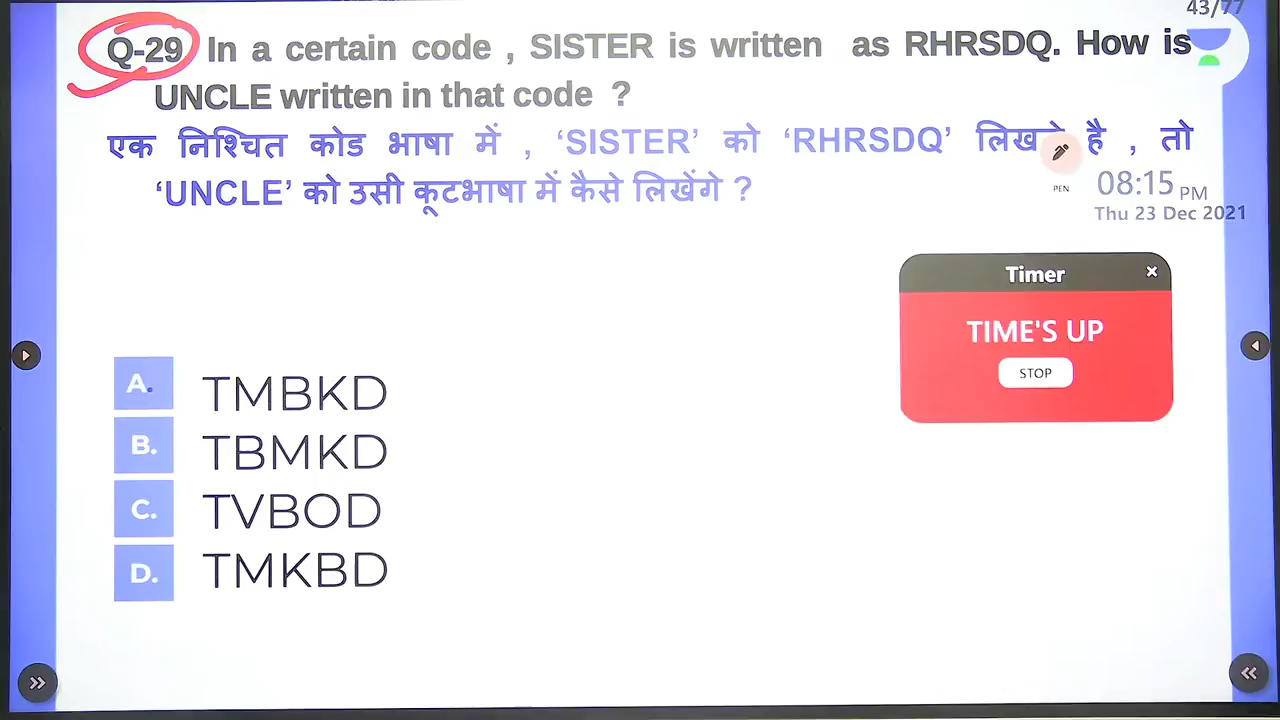 43/77
Q-29 In a certain code , SISTER is written as RHRSDQ. How is
UNCLE written in that code ?
एक निश्चित कोड भाषा में , ‘SISTER’ को ‘RHRSDQ’ लिखते है , तो
‘UNCLE’ को उसी कूटभाषा में कैसे लिखेंगे ?
PEN
08:15 PM
Thu 23 Dec 2021
Timer ×
TIME'S UP
STOP
A. TMBKD
B. TBMKD
C. TVBOD
D. TMKBD